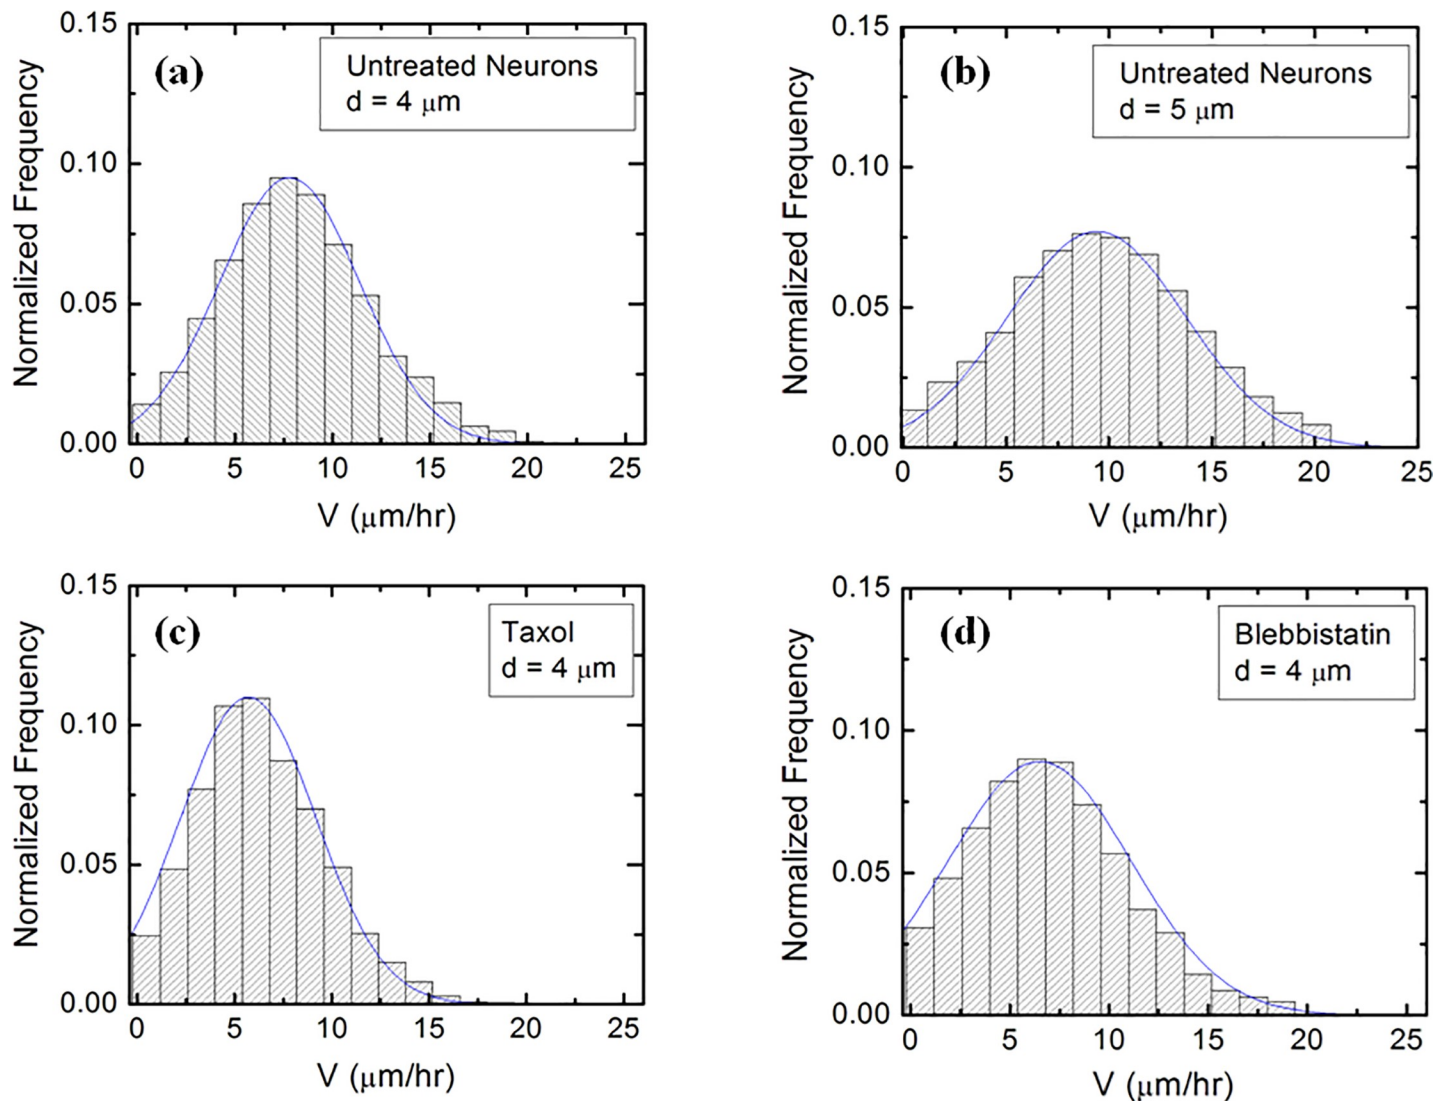 (a)
Untreated Neurons
d = 4 μm
Normalized Frequency
0.15
0.10
0.05
0.00
0 5 10 15 20 25
V (μm/hr)
(b)
Untreated Neurons
d = 5 μm
Normalized Frequency
0.15
0.10
0.05
0.00
0 5 10 15 20 25
V (μm/hr)
(c)
Taxol
d = 4 μm
Normalized Frequency
0.15
0.10
0.05
0.00
0 5 10 15 20 25
V (μm/hr)
(d)
Blebbistatin
d = 4 μm
Normalized Frequency
0.15
0.10
0.05
0.00
0 5 10 15 20 25
V (μm/hr)